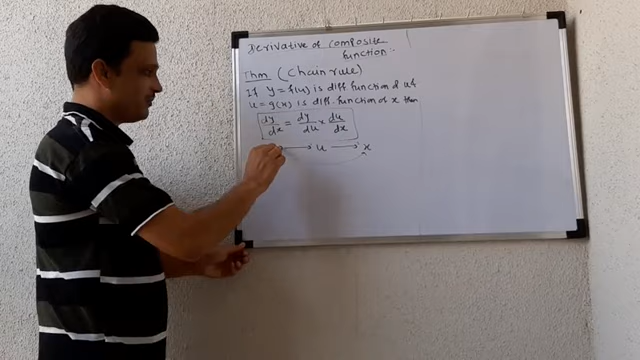 Derivative of composite
function:-
Thm (Chain rule)
If y = f(u) is diff function of u &
u = g(x) is diff. function of x then
dy/dx = dy/du × du/dx
→ u → x